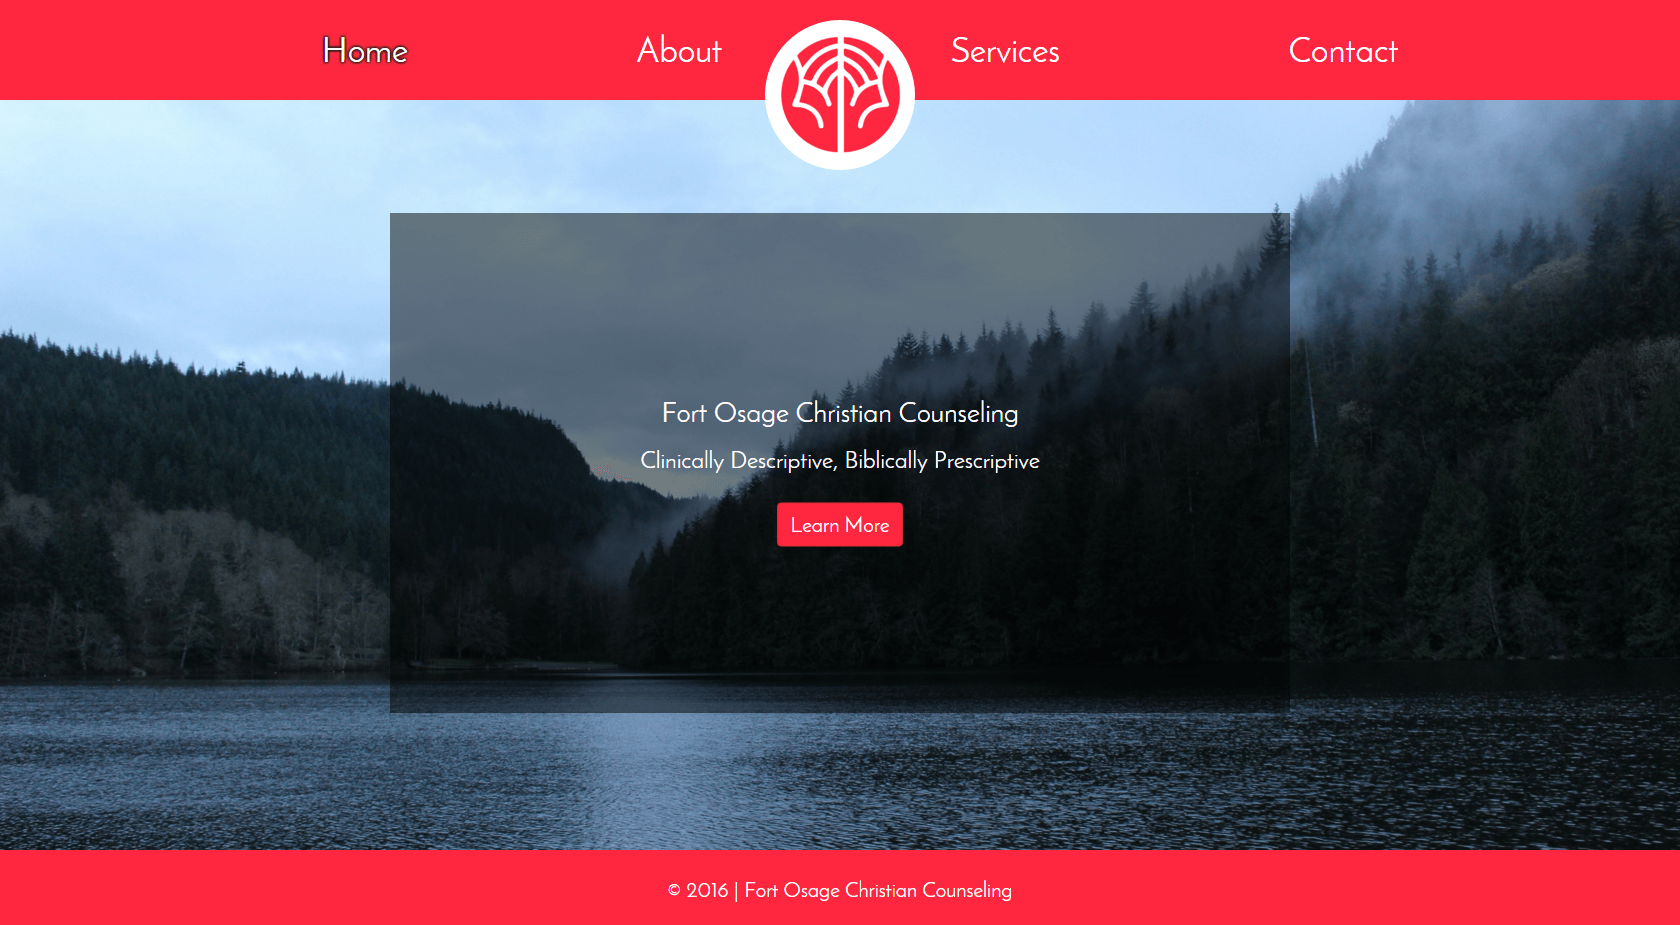 Home
About
Services
Contact
Fort Osage Christian Counseling
Clinically Descriptive, Biblically Prescriptive
Learn More
© 2016 | Fort Osage Christian Counseling